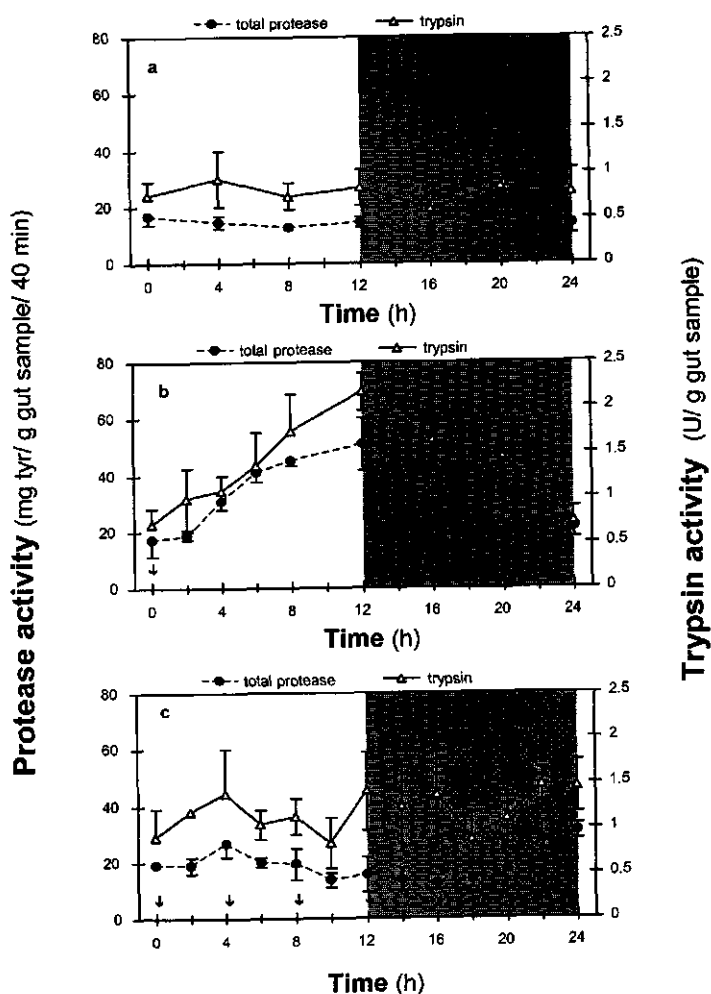 total protease trypsin
a
80
60
40
20
0
2.5
2
1.5
1
0.5
0
0 4 8 12 16 20 24
Time (h)
total protease trypsin
b
80
60
40
20
0
2.5
2
1.5
1
0.5
0
0 4 8 12 16 20 24
Time (h)
total protease trypsin
c
80
60
40
20
0
2.5
2
1.5
1
0.5
0
0 4 8 12 16 20 24
Time (h)
Protease activity (mg tyr/ g gut sample/ 40 min)
Trypsin activity (U/ g gut sample)